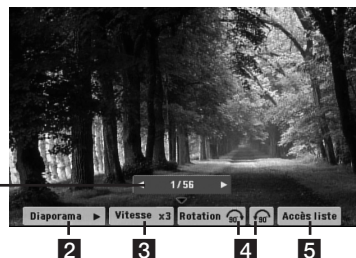 ◄ 1/56 ►
Diaporama ► Vitesse x3 Rotation 90 90 Accès liste
2 3 4 5